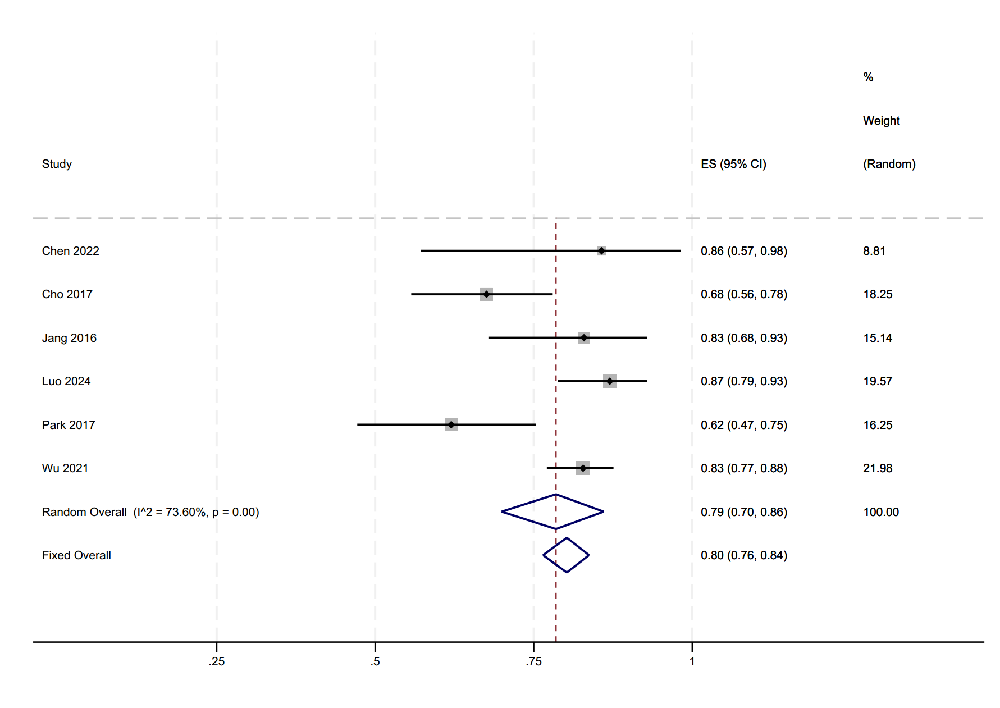 %
Weight
Study ES (95% CI) (Random)
Chen 2022 0.86 (0.57, 0.98) 8.81
Cho 2017 0.68 (0.56, 0.78) 18.25
Jang 2016 0.83 (0.68, 0.93) 15.14
Luo 2024 0.87 (0.79, 0.93) 19.57
Park 2017 0.62 (0.47, 0.75) 16.25
Wu 2021 0.83 (0.77, 0.88) 21.98
Random Overall (I^2 = 73.60%, p = 0.00) 0.79 (0.70, 0.86) 100.00
Fixed Overall 0.80 (0.76, 0.84)
.25 .5 .75 1